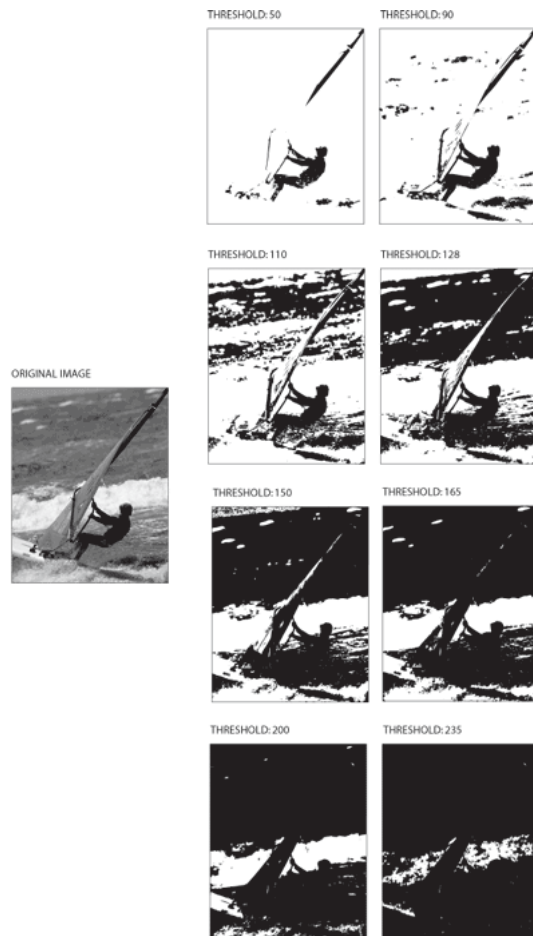 THRESHOLD: 50
THRESHOLD: 90
THRESHOLD: 110
THRESHOLD: 128
ORIGINAL IMAGE
THRESHOLD: 150
THRESHOLD: 165
THRESHOLD: 200
THRESHOLD: 235